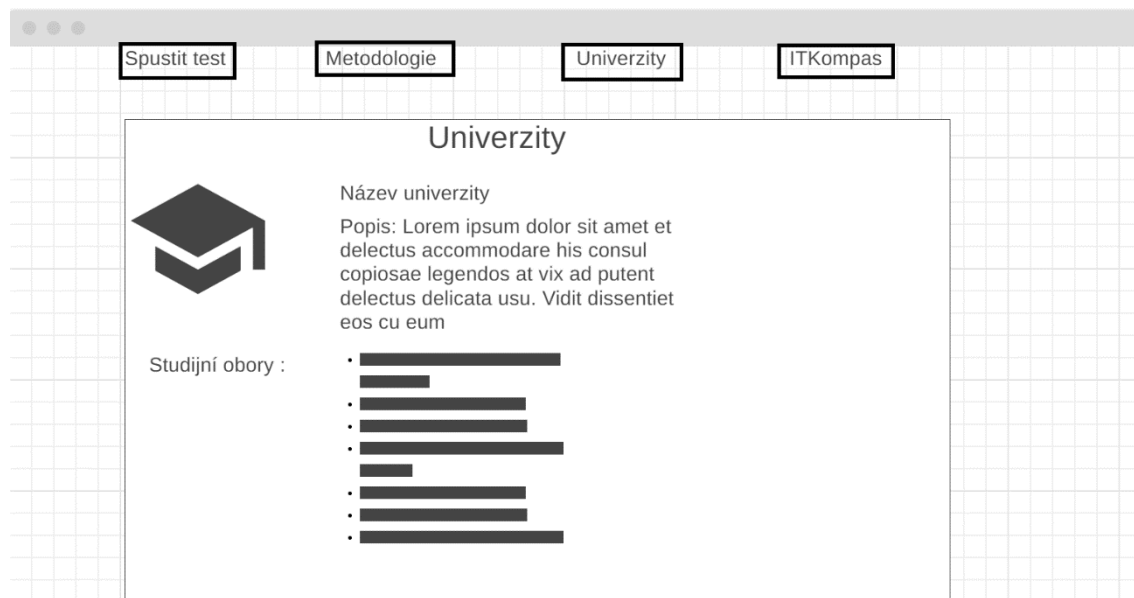 Spustit test
Metodologie
Univerzity
ITKompas
Univerzity
Název univerzity
Popis: Lorem ipsum dolor sit amet et
delectus accommodare his consul
copiosae legendos at vix ad putent
delectus delicata usu. Vidit dissentiet
eos cu eum
Studijní obory :